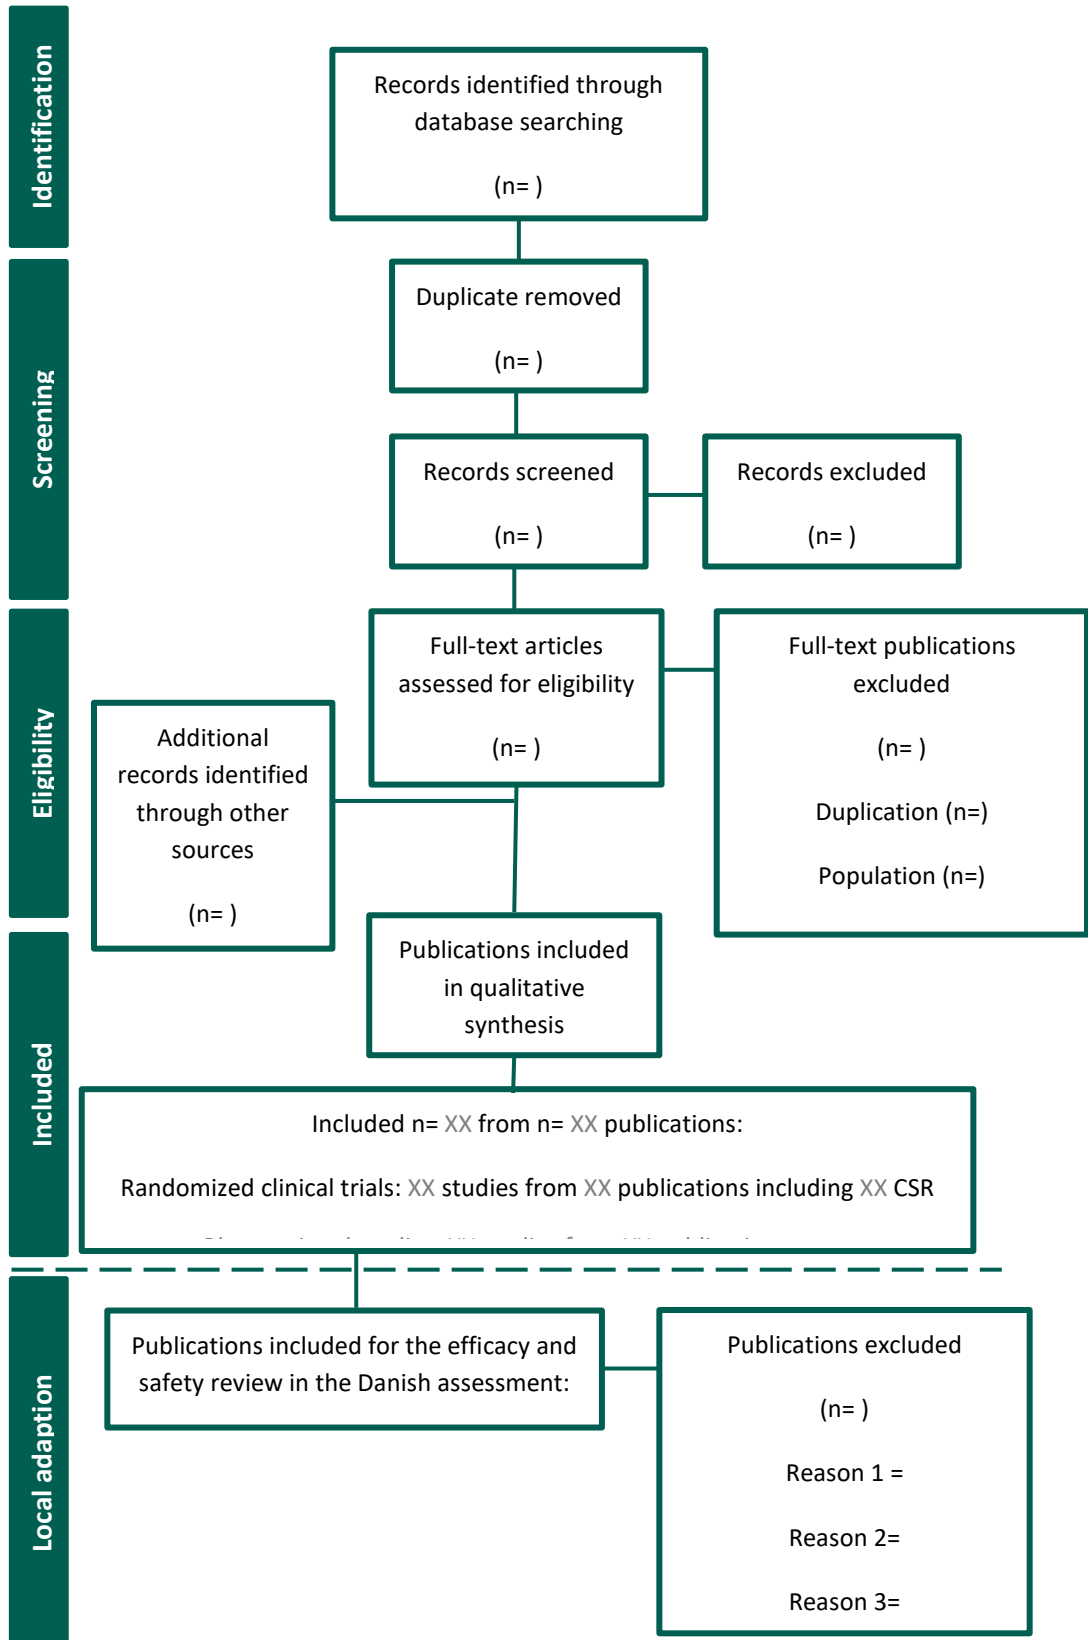 Identification
Records identified through
database searching
(n= )
Screening
Duplicate removed
(n= )
Records screened
(n= )
Records excluded
(n= )
Eligibility
Full-text articles
assessed for eligibility
(n= )
Full-text publications
excluded
(n= )
Duplication (n=)
Population (n=)
Additional
records identified
through other
sources
(n= )
Included
Publications included
in qualitative
synthesis
Included n= XX from n= XX publications:
Randomized clinical trials: XX studies from XX publications including XX CSR
Local adaption
Publications included for the efficacy and
safety review in the Danish assessment:
Publications excluded
(n= )
Reason 1 =
Reason 2=
Reason 3=